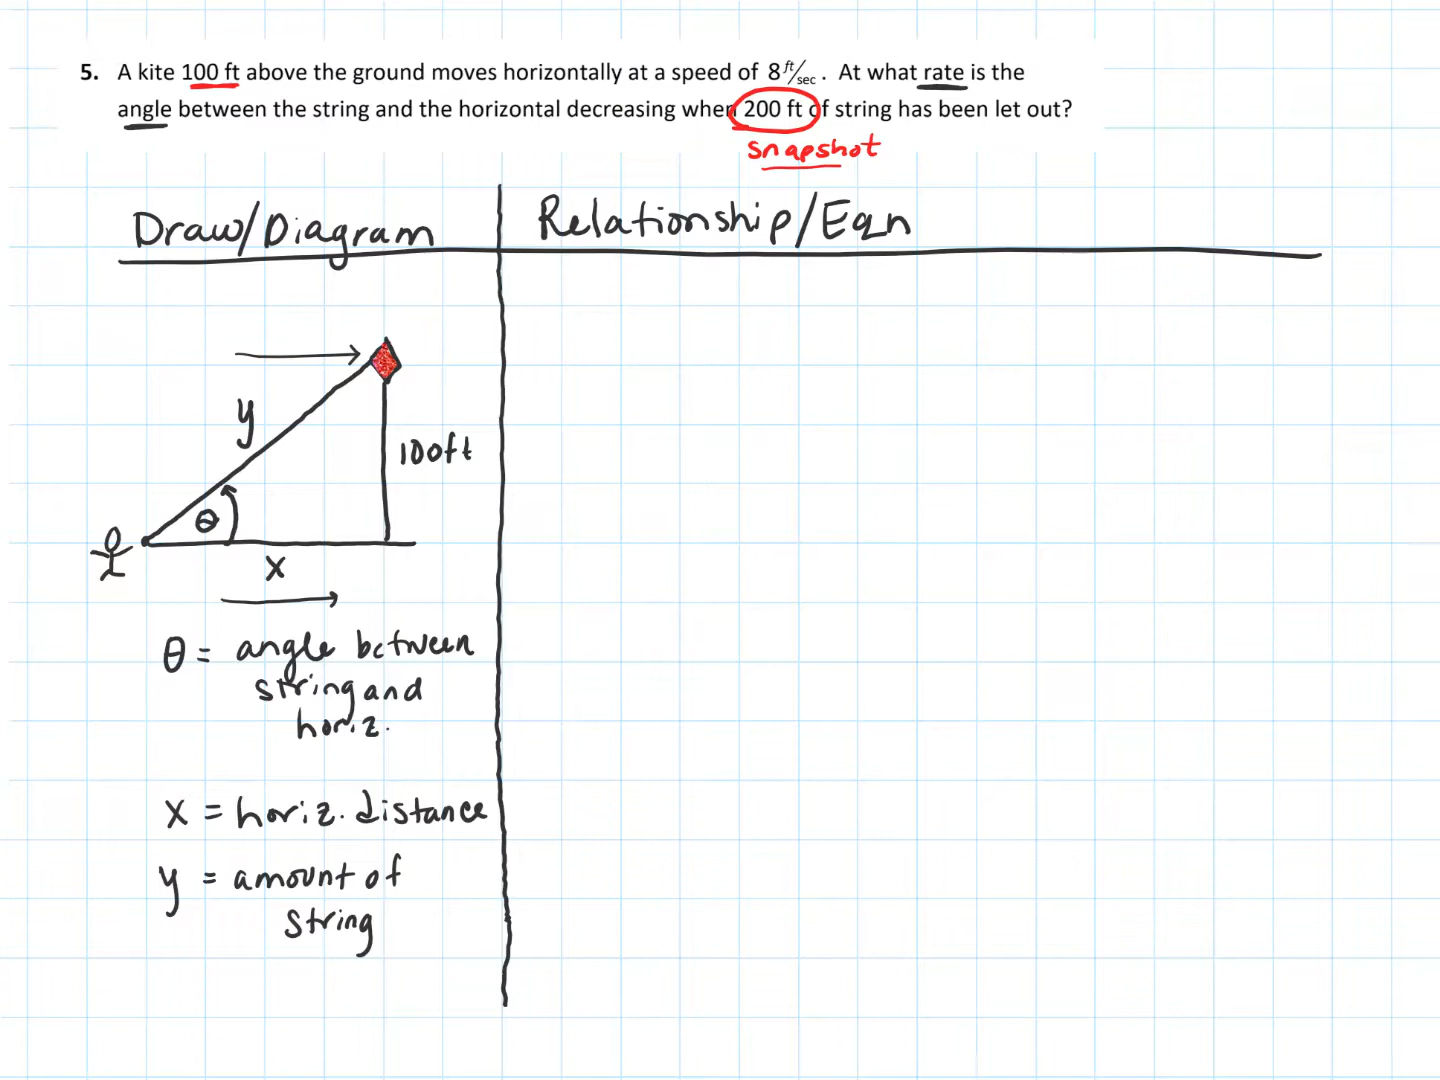 5. A kite 100 ft above the ground moves horizontally at a speed of 8 ft/sec. At what rate is the
angle between the string and the horizontal decreasing when 200 ft of string has been let out?
snapshot
Draw/Diagram
Relationship/Eqn
y
100ft
θ
x
θ = angle between
string and
horiz.
x = horiz. distance
y = amount of
string